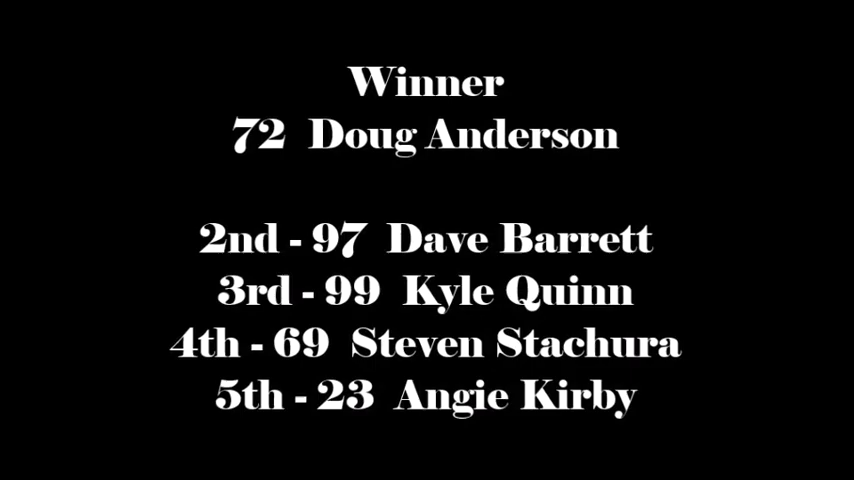 Winner
72 Doug Anderson
2nd - 97 Dave Barrett
3rd - 99 Kyle Quinn
4th - 69 Steven Stachura
5th - 23 Angie Kirby